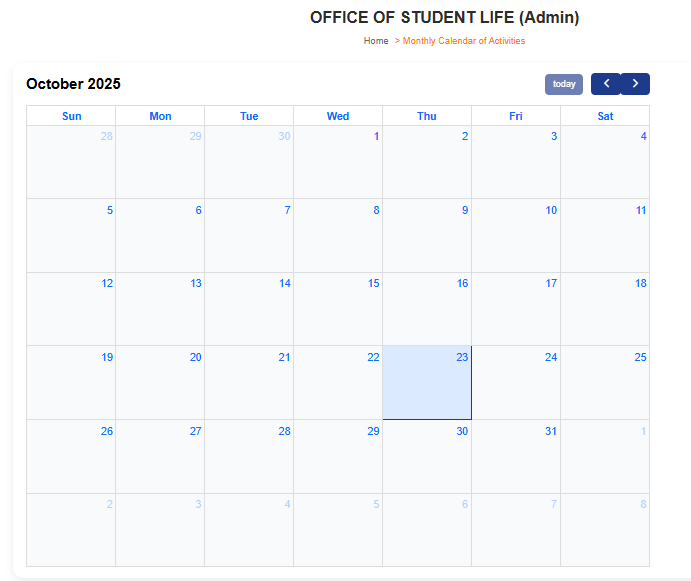 OFFICE OF STUDENT LIFE (Admin)
Home > Monthly Calendar of Activities
October 2025 today < >
Sun Mon Tue Wed Thu Fri Sat
28 29 30 1 2 3 4
5 6 7 8 9 10 11
12 13 14 15 16 17 18
19 20 21 22 23 24 25
26 27 28 29 30 31 1
2 3 4 5 6 7 8